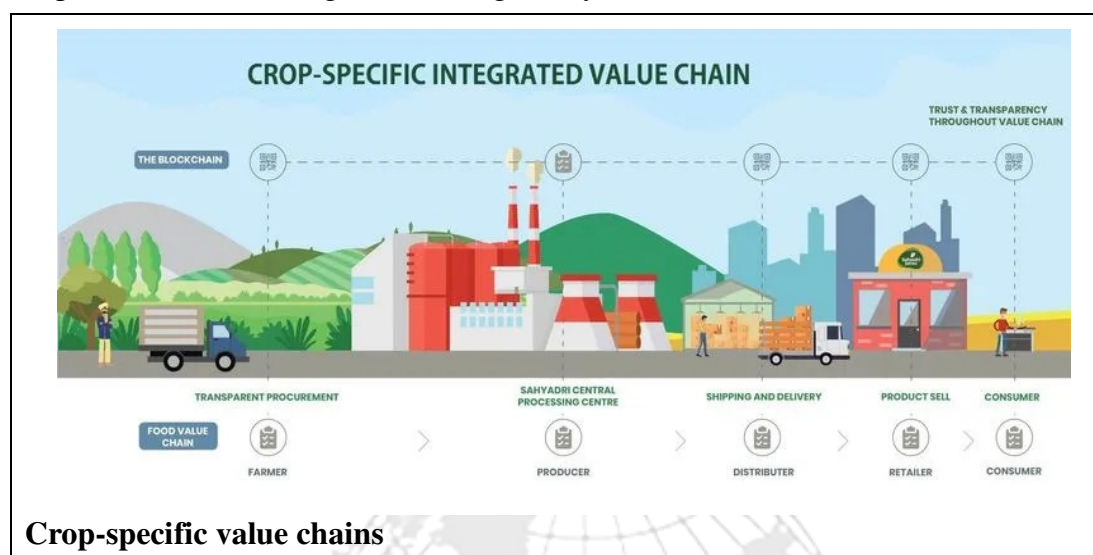 CROP-SPECIFIC INTEGRATED VALUE CHAIN
TRUST & TRANSPARENCY
THROUGHOUT VALUE CHAIN
THE BLOCKCHAIN
TRANSPARENT PROCUREMENT
SAHYADRI CENTRAL
PROCESSING CENTRE
SHIPPING AND DELIVERY
PRODUCT SELL
CONSUMER
FOOD VALUE
CHAIN
FARMER
PRODUCER
DISTRIBUTER
RETAILER
CONSUMER
Crop-specific value chains